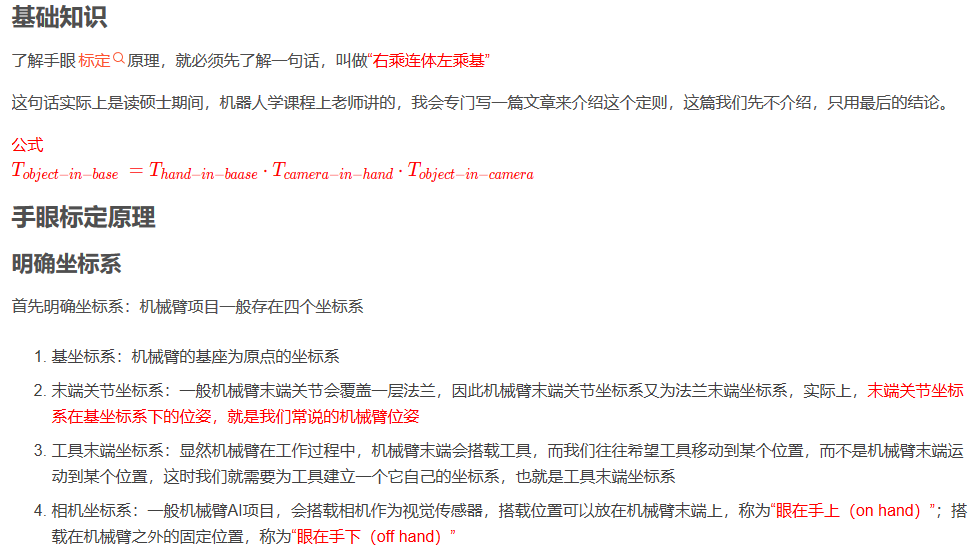 基础知识
了解手眼标定原理，就必须先了解一句话，叫做“右乘连体左乘基”
这句话实际上是读硕士期间，机器人学课程上老师讲的，我会专门写一篇文章来介绍这个定则，这篇我们先不介绍，只用最后的结论。
公式
T_{object-in-base} = T_{hand-in-baase} · T_{camera-in-hand} · T_{object-in-camera}
手眼标定原理
明确坐标系
首先明确坐标系：机械臂项目一般存在四个坐标系
1. 基坐标系：机械臂的基座为原点的坐标系
2. 末端关节坐标系：一般机械臂末端关节会覆盖一层法兰，因此机械臂末端关节坐标系又为法兰末端坐标系，实际上，末端关节坐标
系在基坐标系下的位姿，就是我们常说的机械臂位姿
3. 工具末端坐标系：显然机械臂在工作过程中，机械臂末端会搭载工具，而我们往往希望工具移动到某个位置，而不是机械臂末端运
动到某个位置，这时我们就需要为工具建立一个它自己的坐标系，也就是工具末端坐标系
4. 相机坐标系：一般机械臂AI项目，会搭载相机作为视觉传感器，搭载位置可以放在机械臂末端上，称为“眼在手上（on hand）”；搭
载在机械臂之外的固定位置，称为“眼在手下（off hand）”